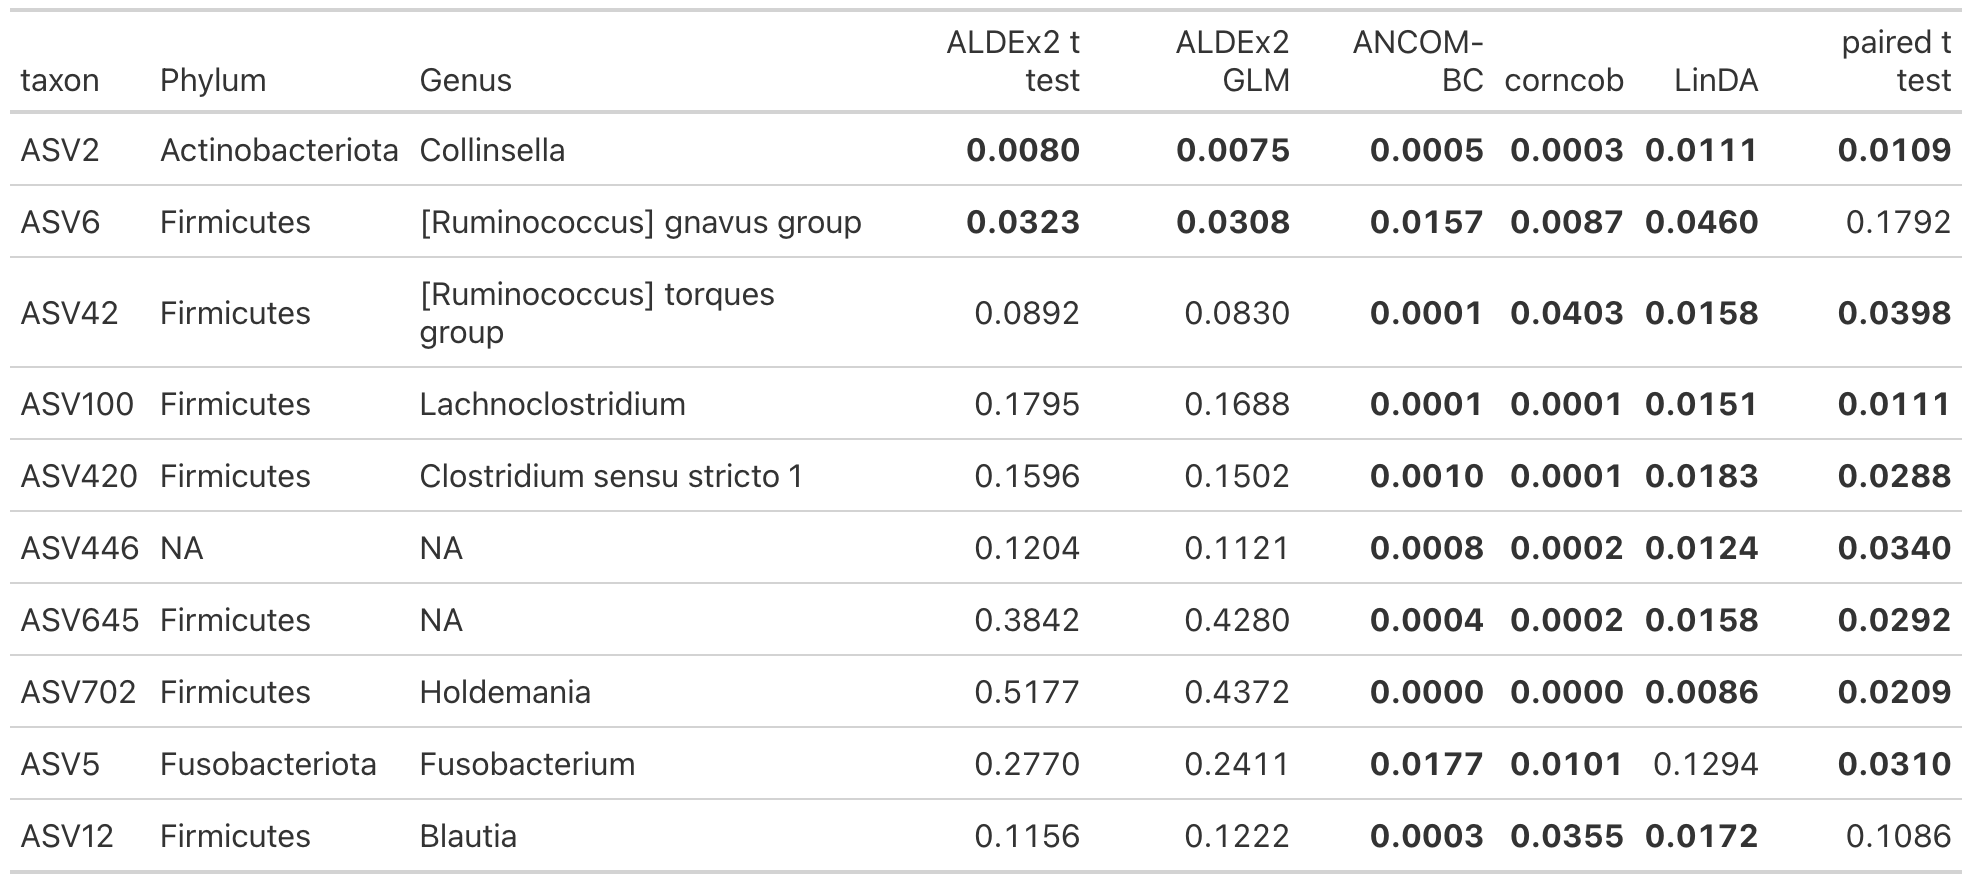 taxon Phylum Genus ALDEx2 t test ALDEx2 GLM ANCOM-BC corncob LinDA paired t test
ASV2 Actinobacteriota Collinsella 0.0080 0.0075 0.0005 0.0003 0.0111 0.0109
ASV6 Firmicutes [Ruminococcus] gnavus group 0.0323 0.0308 0.0157 0.0087 0.0460 0.1792
ASV42 Firmicutes [Ruminococcus] torques group 0.0892 0.0830 0.0001 0.0403 0.0158 0.0398
ASV100 Firmicutes Lachnoclostridium 0.1795 0.1688 0.0001 0.0001 0.0151 0.0111
ASV420 Firmicutes Clostridium sensu stricto 1 0.1596 0.1502 0.0010 0.0001 0.0183 0.0288
ASV446 NA NA 0.1204 0.1121 0.0008 0.0002 0.0124 0.0340
ASV645 Firmicutes NA 0.3842 0.4280 0.0004 0.0002 0.0158 0.0292
ASV702 Firmicutes Holdemania 0.5177 0.4372 0.0000 0.0000 0.0086 0.0209
ASV5 Fusobacteriota Fusobacterium 0.2770 0.2411 0.0177 0.0101 0.1294 0.0310
ASV12 Firmicutes Blautia 0.1156 0.1222 0.0003 0.0355 0.0172 0.1086